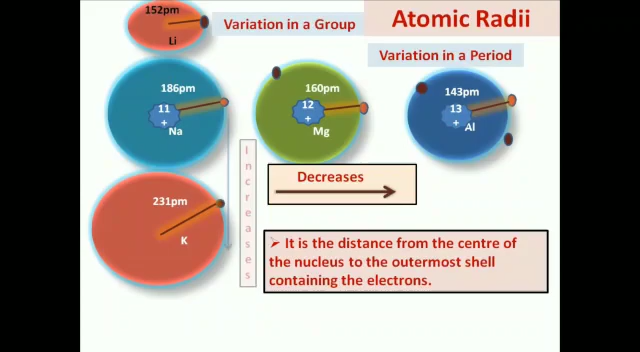 Atomic Radii
152pm
Variation in a Group
Li
Variation in a Period
186pm
160pm
143pm
11
+
Na
12
+
Mg
13
+
Al
Increases
Decreases
231pm
K
➢ It is the distance from the centre of
the nucleus to the outermost shell
containing the electrons.